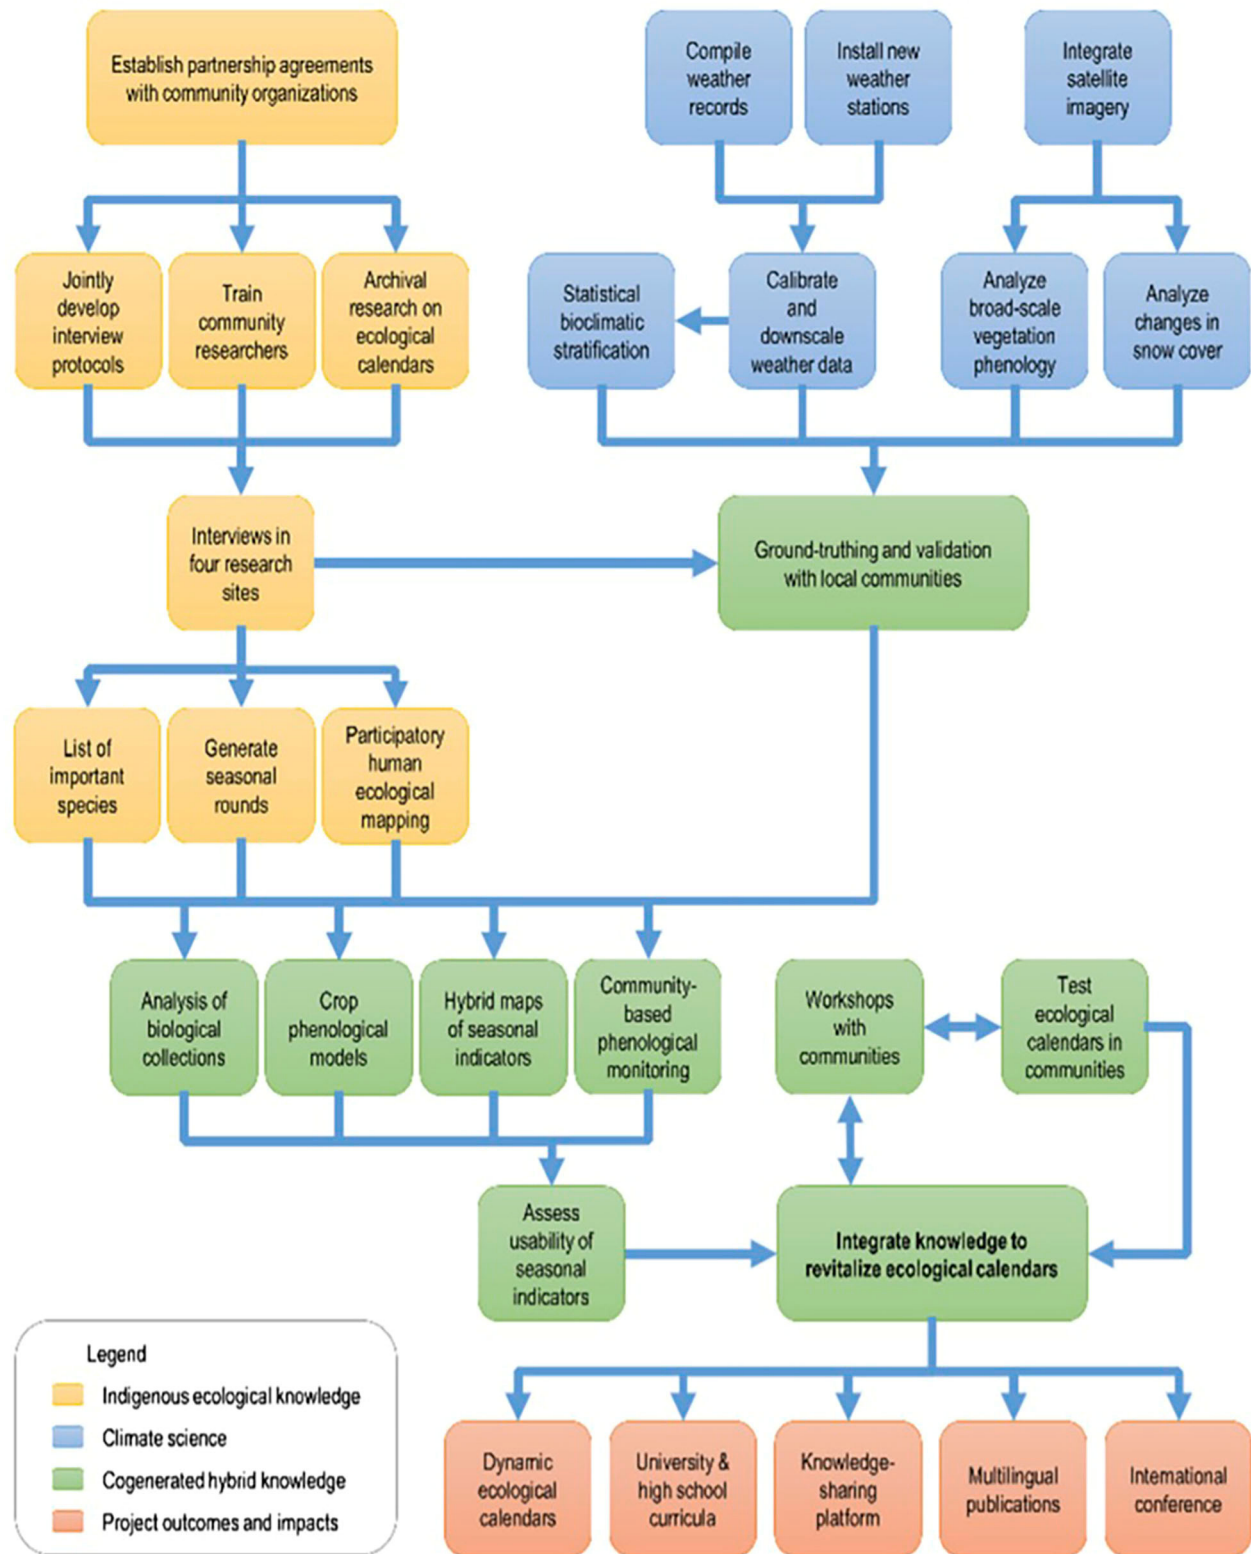 Establish partnership agreements
with community organizations
Compile
weather
records
Install new
weather
stations
Integrate
satellite
imagery
Jointly
develop
interview
protocols
Train
community
researchers
Archival
research on
ecological
calendars
Statistical
bioclimatic
stratification
Calibrate
and
downscale
weather data
Analyze
broad-scale
vegetation
phenology
Analyze
changes in
snow cover
Interviews in
four research
sites
Ground-truthing and validation
with local communities
List of
important
species
Generate
seasonal
rounds
Participatory
human
ecological
mapping
Analysis of
biological
collections
Crop
phenological
models
Hybrid maps
of seasonal
indicators
Community-
based
phenological
monitoring
Workshops
with
communities
Test
ecological
calendars in
communities
Assess
usability of
seasonal
indicators
Integrate knowledge to
revitalize ecological calendars
Legend
Indigenous ecological knowledge
Climate science
Cogenerated hybrid knowledge
Project outcomes and impacts
Dynamic
ecological
calendars
University &
high school
curricula
Knowledge-
sharing
platform
Multilingual
publications
International
conference